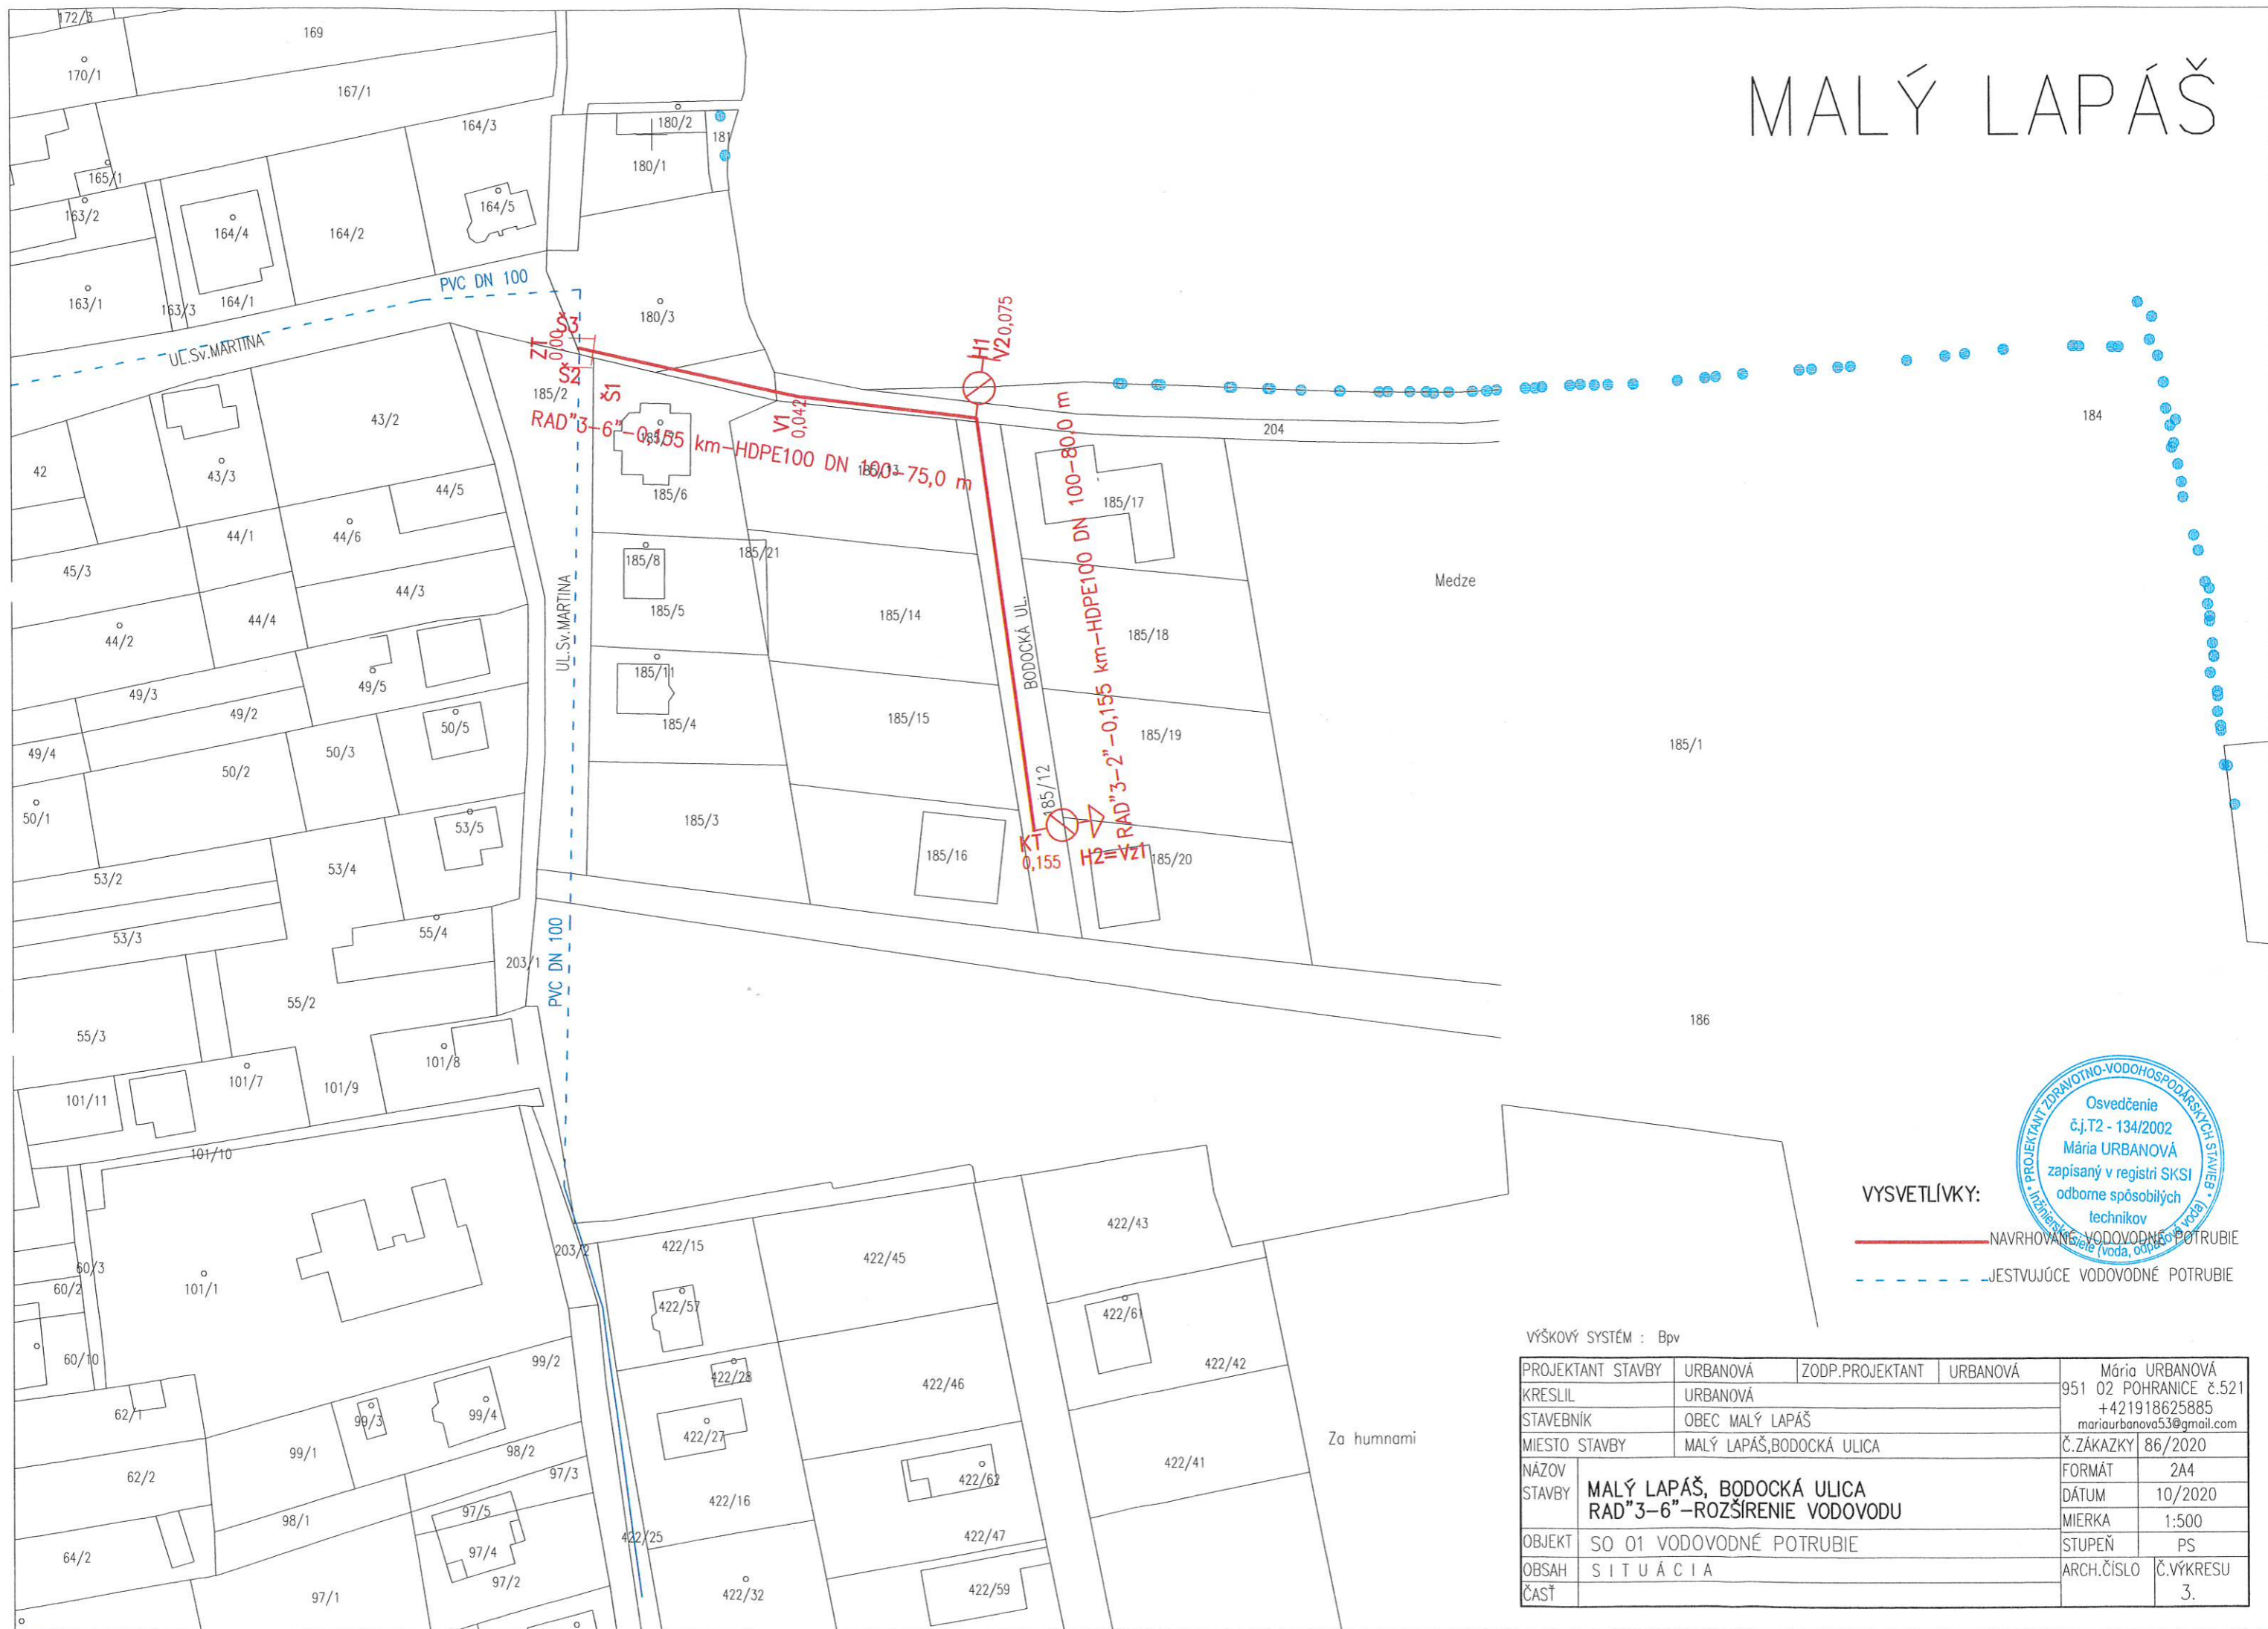 MALÝ LAPÁŠ
172/3
169
170/1
167/1
164/3
180/2
181
180/1
165/1
163/2
164/4
164/2
164/5
163/1
163/3
164/1
PVC DN 100
180/3
UL.Sv.MARTINA
ZT
0,00
Š3
Š2
Š1
185/2
V1
0,042
H1
V20,075
RAD"3-6"-0,155 km-HDPE100 DN 100-75,0 m
185/13
185/6
204
184
43/2
42
43/3
44/5
44/1
44/6
45/3
44/3
44/4
44/2
185/8
185/21
185/5
185/14
185/17
Medze
185/18
UL.Sv.MARTINA
BODOCKÁ UL.
RAD"3-2"-0,155 km-HDPE100 DN 100-80,0 m
49/3
49/5
49/2
49/4
50/5
50/3
50/2
50/1
185/11
185/4
185/15
185/19
185/1
185/12
185/3
185/16
KT
0,155
H2=Vz1
185/20
53/5
53/4
53/2
53/3
55/4
203/1
PVC DN 100
55/2
55/3
186
101/8
101/7
101/9
101/11
101/10
203/2
60/3
60/2
101/1
60/10
422/15
422/45
422/43
422/57
422/61
422/28
422/42
422/46
422/27
422/62
422/41
422/16
422/47
422/25
422/59
422/32
Za humnami
99/2
62/1
99/3
99/4
99/1
98/2
62/2
97/3
98/1
97/5
97/4
64/2
97/2
97/1
PROJEKTANT ZDRAVOTNO-VODOHOSPODÁRSKYCH STAVIEB
Osvedčenie
č.j.T2 - 134/2002
Mária URBANOVÁ
zapísaný v registri SKSI
odborne spôsobilých
technikov
Inžinierske siete (voda, odpadová voda)
VYSVETLÍVKY:
NAVRHOVANÉ VODOVODNÉ POTRUBIE
JESTVUJÚCE VODOVODNÉ POTRUBIE
VÝŠKOVÝ SYSTÉM : Bpv
PROJEKTANT STAVBY URBANOVÁ ZODP.PROJEKTANT URBANOVÁ
KRESLIL URBANOVÁ
STAVEBNÍK OBEC MALÝ LAPÁŠ
MIESTO STAVBY MALÝ LAPÁŠ,BODOCKÁ ULICA
Mária URBANOVÁ
951 02 POHRANICE č.521
+421918625885
mariaurbanova53@gmail.com
Č.ZÁKAZKY 86/2020
NÁZOV
STAVBY
MALÝ LAPÁŠ, BODOCKÁ ULICA
RAD"3-6"-ROZŠÍRENIE VODOVODU
FORMÁT 2A4
DÁTUM 10/2020
MIERKA 1:500
OBJEKT SO 01 VODOVODNÉ POTRUBIE
STUPEŇ PS
OBSAH S I T U Á C I A
ČASŤ
ARCH.ČÍSLO Č.VÝKRESU
3.